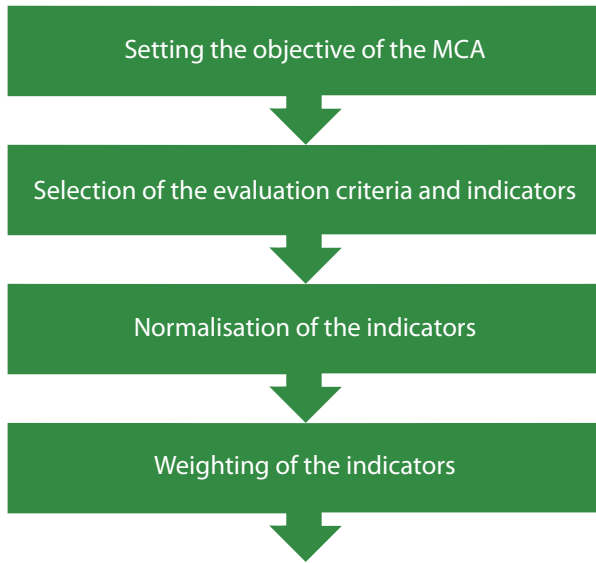 Setting the objective of the MCA
Selection of the evaluation criteria and indicators
Normalisation of the indicators
Weighting of the indicators